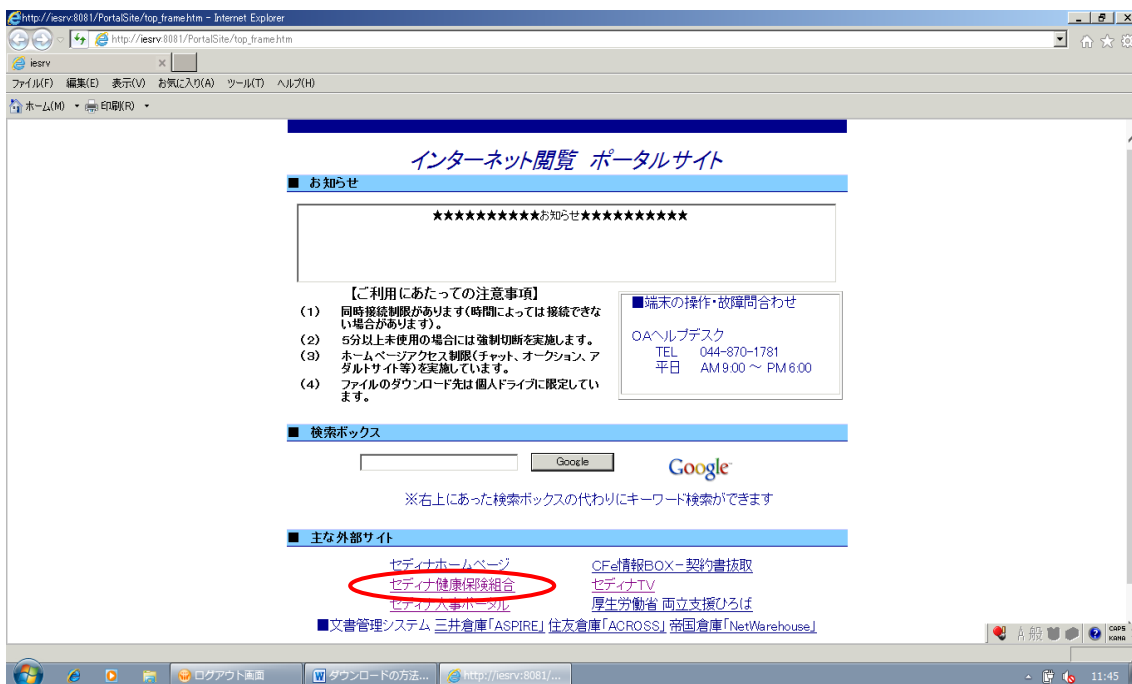 http://iesrv:8081/PortalSite/top_frame.htm - Internet Explorer
http://iesrv:8081/PortalSite/top_frame.htm
iesrv
ファイル(F) 編集(E) 表示(V) お気に入り(A) ツール(T) ヘルプ(H)
ホーム(M) 印刷(R)
インターネット閲覧 ポータルサイト
■ お知らせ
★★★★★★★★★★お知らせ★★★★★★★★★★
【ご利用にあたっての注意事項】
(1) 同時接続制限があります(時間によっては接続できな
い場合があります)。
(2) 5分以上未使用の場合には強制切断を実施します。
(3) ホームページアクセス制限(チャット、オークション、ア
ダルトサイト等)を実施しています。
(4) ファイルのダウンロード先は個人ドライブに限定してい
ます。
■端末の操作・故障問合わせ
OAヘルプデスク
TEL 044-870-1781
平日 AM 9:00 ～ PM 6:00
■ 検索ボックス
Google Google
※右上にあった検索ボックスの代わりにキーワード検索ができます
■ 主な外部サイト
セディナホームページ CFe情報BOX-契約書抜取
セディナ健康保険組合 セディナTV
セディナ人事ポータル 厚生労働省 両立支援ひろば
■文書管理システム 三井倉庫「ASPIRE」 住友倉庫「ACROSS」 帝国倉庫「NetWarehouse」
A 般 CAPS
KANA
ログアウト画面 ダウンロードの方法... http://iesrv:8081/... 11:45